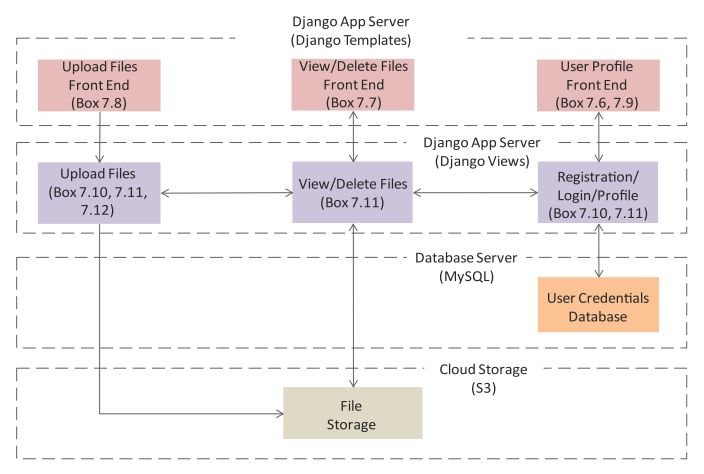 Django App Server
(Django Templates)
Upload Files
Front End
(Box 7.8)
View/Delete Files
Front End
(Box 7.7)
User Profile
Front End
(Box 7.6, 7.9)
Django App Server
(Django Views)
Upload Files
(Box 7.10, 7.11,
7.12)
View/Delete Files
(Box 7.11)
Registration/
Login/Profile
(Box 7.10, 7.11)
Database Server
(MySQL)
User Credentials
Database
Cloud Storage
(S3)
File
Storage